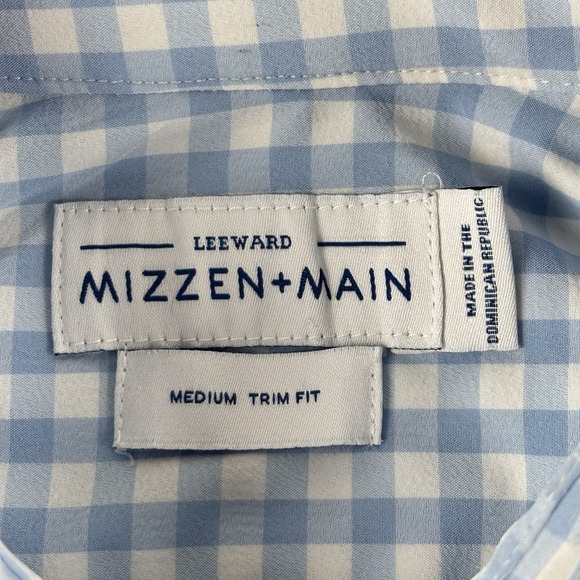 LEEWARD
MIZZEN+MAIN
MEDIUM TRIM FIT
MADE IN THE
DOMINICAN REPUBLIC